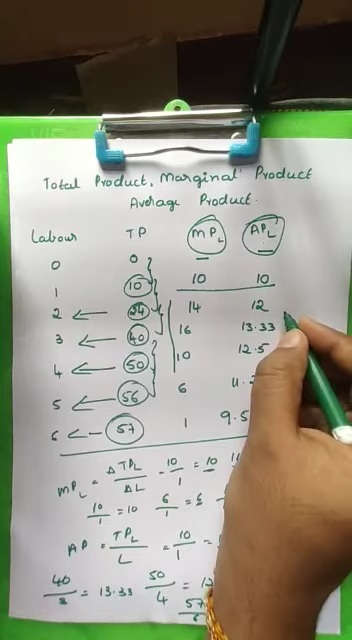 Total Product, Marginal Product
Average Product
Labour TP MPL APL
0 0
1 10 10 10
2 ← 24 14 12
3 ← 40 16 13.33
4 ← 50 10 12.5
5 ← 56 6
6 ← 57 1 9.5
MPL = ΔTPL/ΔL = 10/1 = 10
10/1 = 10 6/1 = 6
AP = TPL/L = 10/1 =
40/3 = 13.33 50/4 =